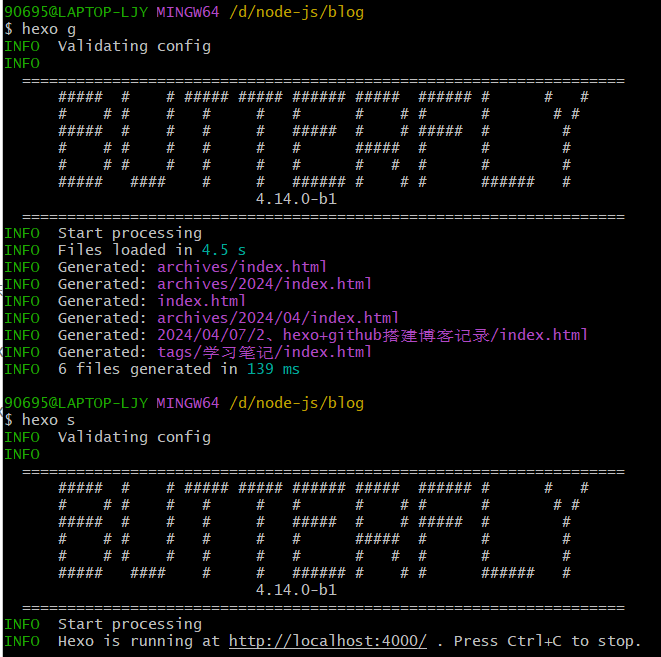 90695@LAPTOP-LJY MINGW64 /d/node-js/blog
$ hexo g
INFO  Validating config
INFO
  ===================================================================
      #####  #    # ##### ##### ###### #####  ###### #      #   #
      #    # #    #   #     #   #      #    # #      #       # #
      #####  #    #   #     #   #####  #    # #####  #        #
      #    # #    #   #     #   #      #####  #      #        #
      #    # #    #   #     #   #      #   #  #      #        #
      #####   ####    #     #   ###### #    # #      ######   #
                            4.14.0-b1
  ===================================================================
INFO  Start processing
INFO  Files loaded in 4.5 s
INFO  Generated: archives/index.html
INFO  Generated: archives/2024/index.html
INFO  Generated: index.html
INFO  Generated: archives/2024/04/index.html
INFO  Generated: 2024/04/07/2、hexo+github搭建博客记录/index.html
INFO  Generated: tags/学习笔记/index.html
INFO  6 files generated in 139 ms
90695@LAPTOP-LJY MINGW64 /d/node-js/blog
$ hexo s
INFO  Validating config
INFO
  ===================================================================
      #####  #    # ##### ##### ###### #####  ###### #      #   #
      #    # #    #   #     #   #      #    # #      #       # #
      #####  #    #   #     #   #####  #    # #####  #        #
      #    # #    #   #     #   #      #####  #      #        #
      #    # #    #   #     #   #      #   #  #      #        #
      #####   ####    #     #   ###### #    # #      ######   #
                            4.14.0-b1
  ===================================================================
INFO  Start processing
INFO  Hexo is running at http://localhost:4000/ . Press Ctrl+C to stop.